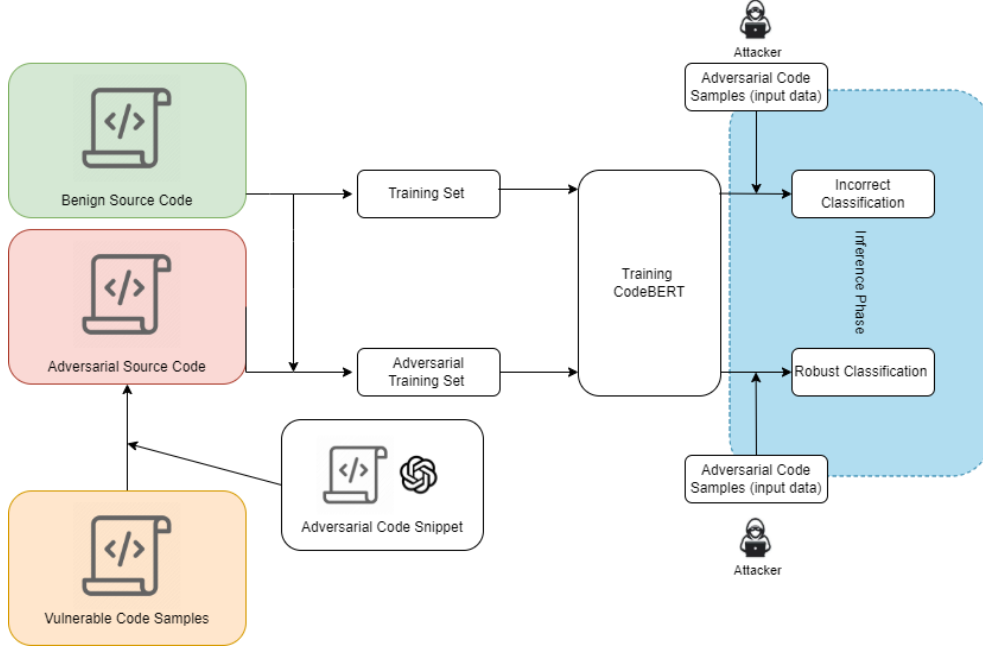 Attacker
Adversarial Code
Samples (input data)
Benign Source Code
Training Set
Incorrect
Classification
Training
CodeBERT
Inference Phase
Adversarial Source Code
Adversarial
Training Set
Robust Classification
Adversarial Code Snippet
Adversarial Code
Samples (input data)
Attacker
Vulnerable Code Samples